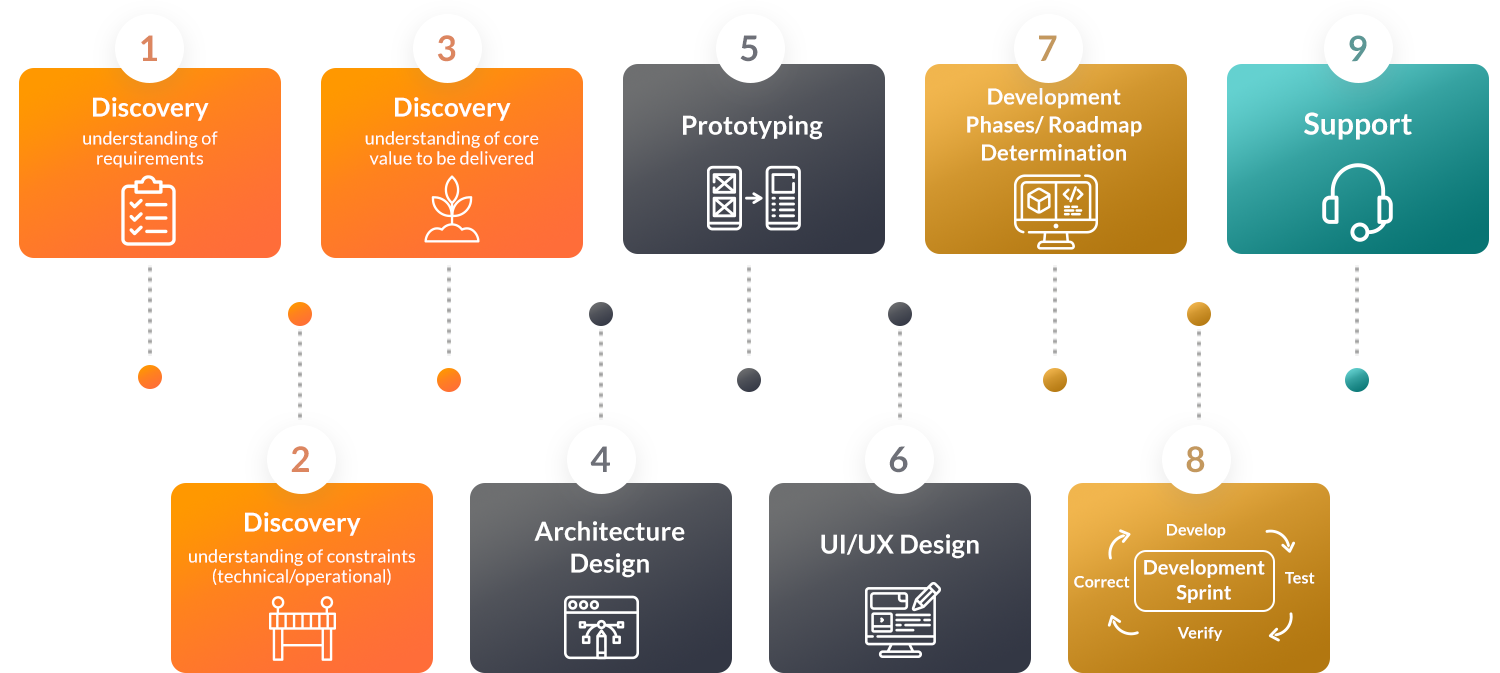 1
Discovery
understanding of
requirements
3
Discovery
understanding of core
value to be delivered
5
Prototyping
7
Development
Phases/ Roadmap
Determination
</>
9
Support
2
Discovery
understanding of constraints
(technical/operational)
4
Architecture
Design
6
UI/UX Design
8
Develop
Development
Sprint
Correct
Test
Verify